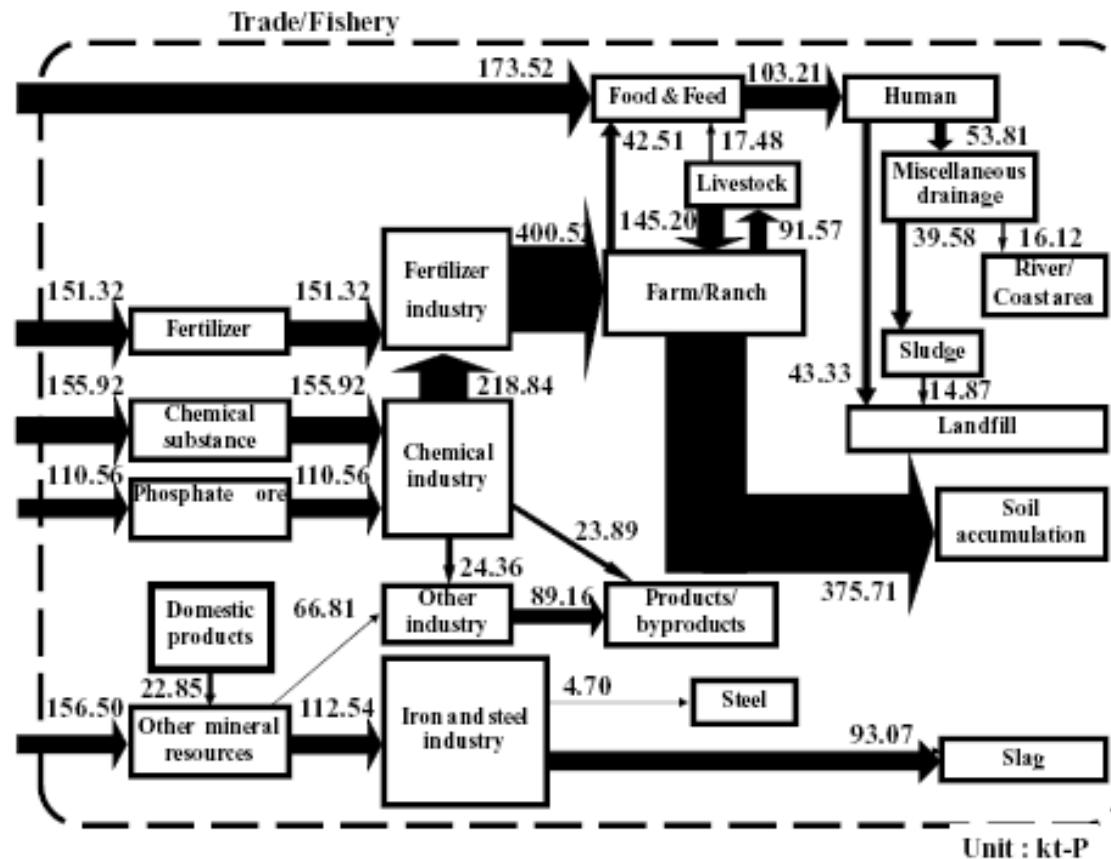 Trade/Fishery
173.52
103.21
Food & Feed
Human
42.51
17.48
53.81
Livestock
Miscellaneous
drainage
400.52
145.20
91.57
39.58
16.12
Fertilizer
industry
Farm/Ranch
River/
Coast area
151.32
151.32
Fertilizer
Sludge
155.92
155.92
218.84
43.33
14.87
Chemical
substance
Landfill
Chemical
industry
110.56
110.56
Phosphate ore
Soil
accumulation
23.89
24.36
375.71
Domestic
products
66.81
Other
industry
89.16
Products/
byproducts
22.85
156.50
112.54
Other mineral
resources
Iron and steel
industry
4.70
Steel
93.07
Slag
Unit : kt-P